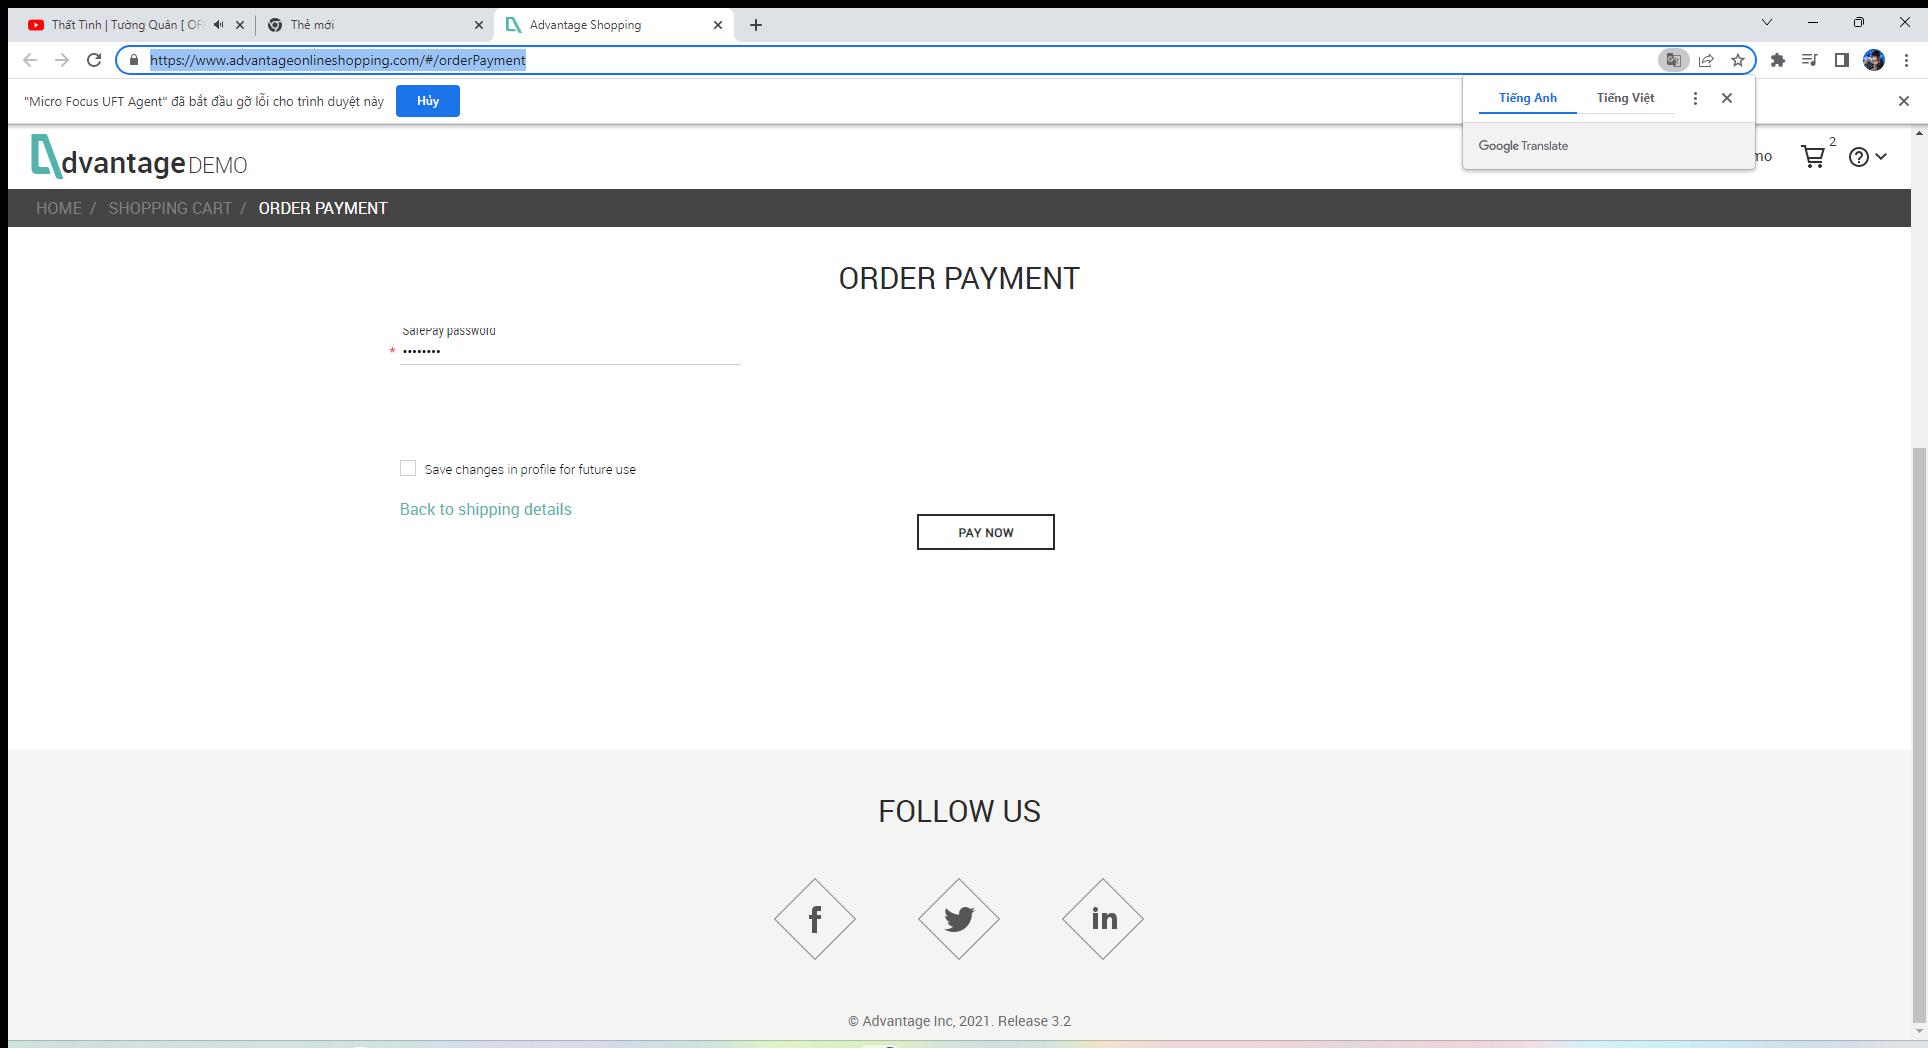 Thất Tình | Tường Quân [ OF
Thẻ mới
Advantage Shopping
https://www.advantageonlineshopping.com/#/orderPayment
"Micro Focus UFT Agent" đã bắt đầu gỡ lỗi cho trình duyệt này
Hủy
Tiếng Anh
Tiếng Việt
Google Translate
dvantage DEMO
mo
2
HOME / SHOPPING CART / ORDER PAYMENT
ORDER PAYMENT
SafePay password
* ••••••••
Save changes in profile for future use
Back to shipping details
PAY NOW
FOLLOW US
f
in
© Advantage Inc, 2021. Release 3.2